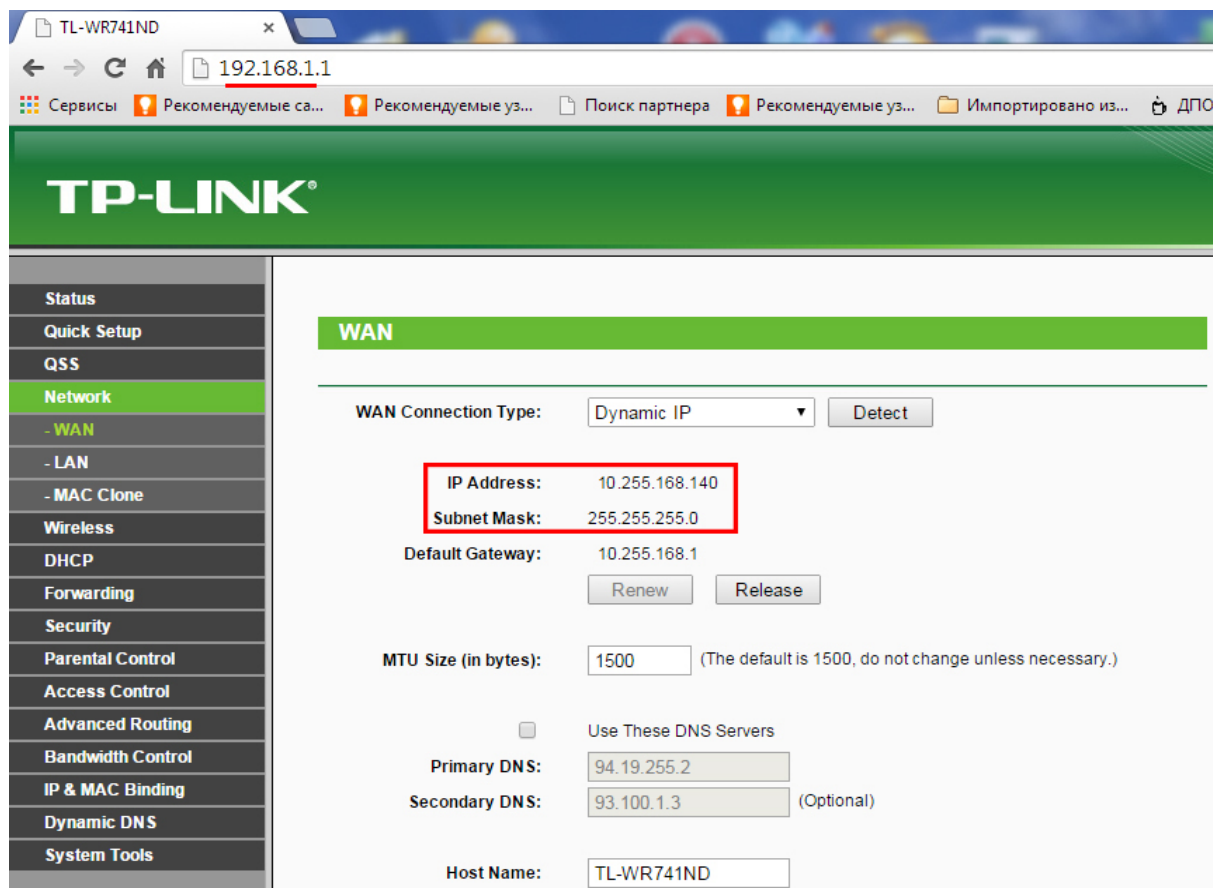 TL-WR741ND ×
192.168.1.1
Сервисы Рекомендуемые са... Рекомендуемые уз... Поиск партнера Рекомендуемые уз... Импортировано из... ДПО
TP-LINK®
Status
Quick Setup
QSS
Network
- WAN
- LAN
- MAC Clone
Wireless
DHCP
Forwarding
Security
Parental Control
Access Control
Advanced Routing
Bandwidth Control
IP & MAC Binding
Dynamic DNS
System Tools
WAN
WAN Connection Type: Dynamic IP Detect
IP Address: 10.255.168.140
Subnet Mask: 255.255.255.0
Default Gateway: 10.255.168.1
Renew Release
MTU Size (in bytes): 1500 (The default is 1500, do not change unless necessary.)
Use These DNS Servers
Primary DNS: 94.19.255.2
Secondary DNS: 93.100.1.3 (Optional)
Host Name: TL-WR741ND